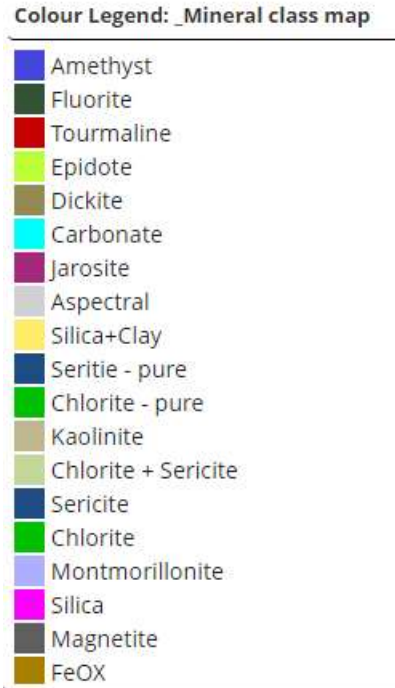 Colour Legend: _Mineral class map
Amethyst
Fluorite
Tourmaline
Epidote
Dickite
Carbonate
Jarosite
Aspectral
Silica+Clay
Seritie - pure
Chlorite - pure
Kaolinite
Chlorite + Sericite
Sericite
Chlorite
Montmorillonite
Silica
Magnetite
FeOX